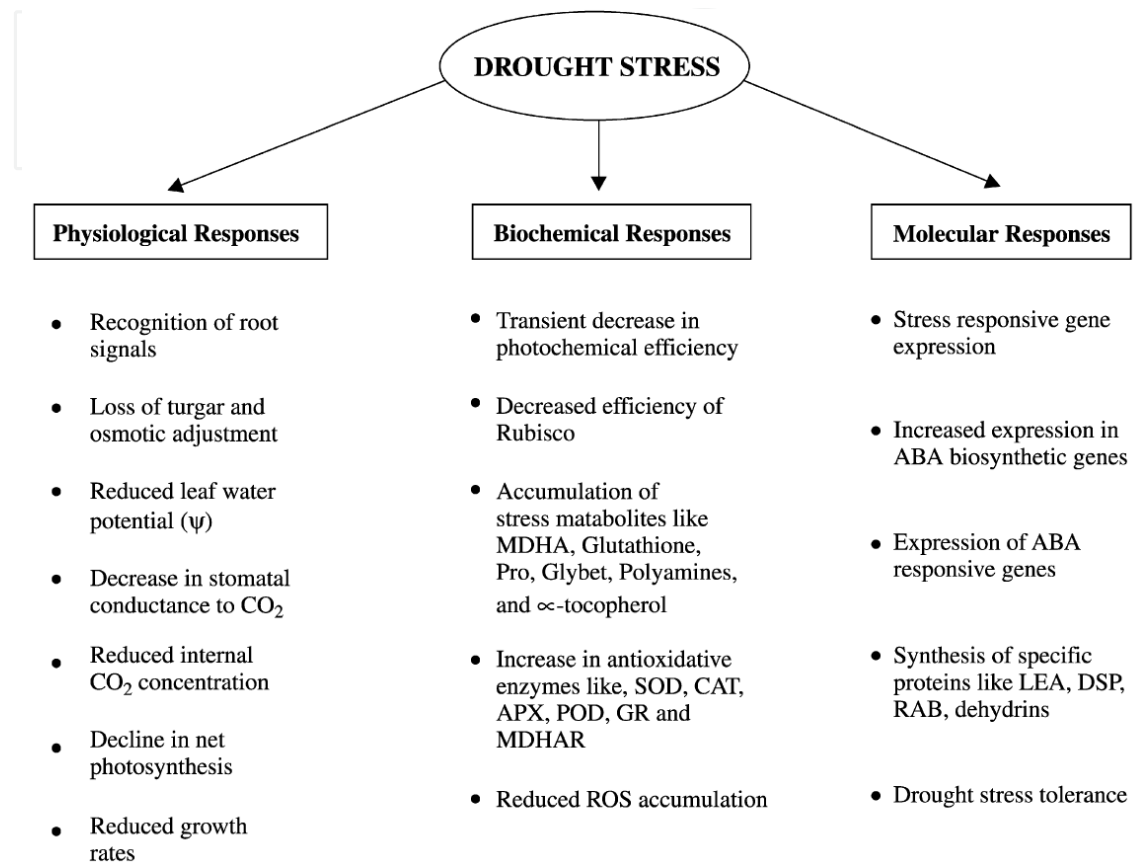 DROUGHT STRESS
Physiological Responses
• Recognition of root
signals
• Loss of turgar and
osmotic adjustment
• Reduced leaf water
potential (ψ)
• Decrease in stomatal
conductance to CO₂
• Reduced internal
CO₂ concentration
• Decline in net
photosynthesis
• Reduced growth
rates
Biochemical Responses
• Transient decrease in
photochemical efficiency
• Decreased efficiency of
Rubisco
• Accumulation of
stress matabolites like
MDHA, Glutathione,
Pro, Glybet, Polyamines,
and ∝-tocopherol
• Increase in antioxidative
enzymes like, SOD, CAT,
APX, POD, GR and
MDHAR
• Reduced ROS accumulation
Molecular Responses
• Stress responsive gene
expression
• Increased expression in
ABA biosynthetic genes
• Expression of ABA
responsive genes
• Synthesis of specific
proteins like LEA, DSP,
RAB, dehydrins
• Drought stress tolerance